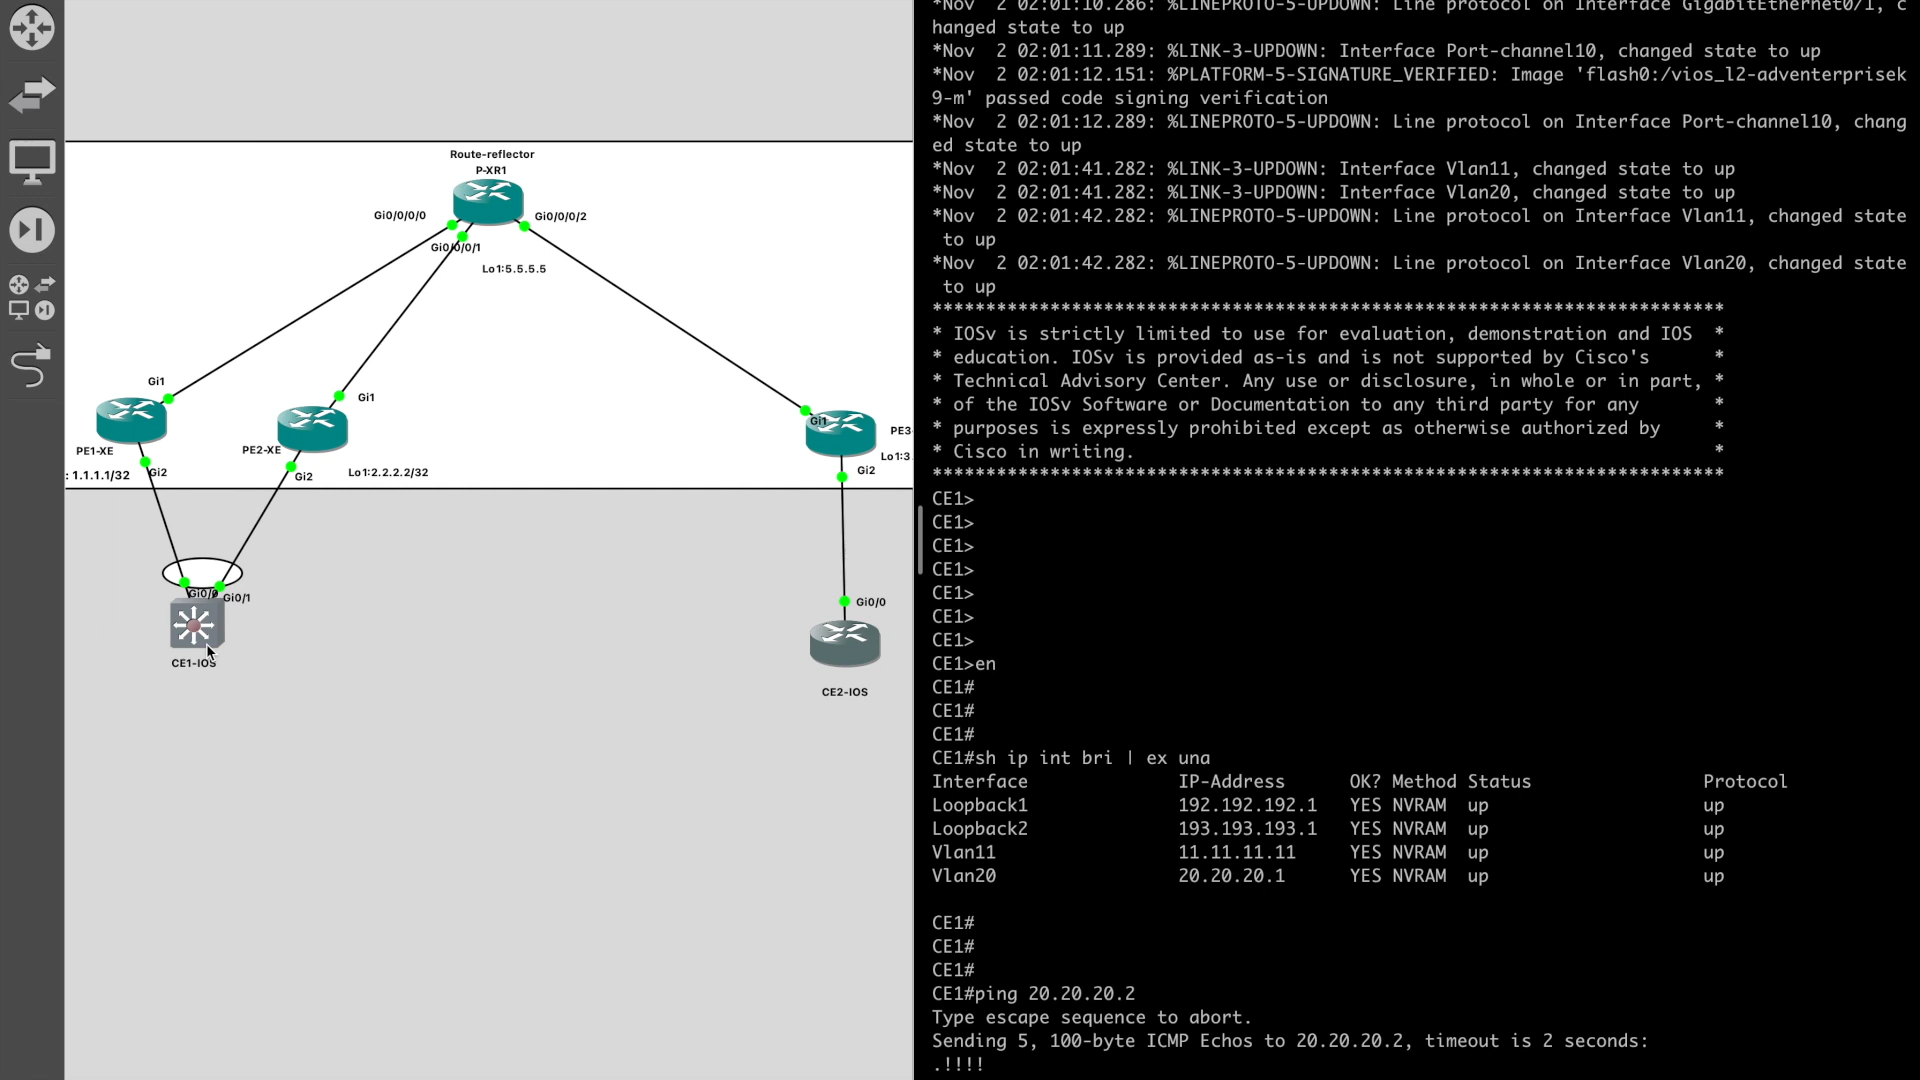 Route-reflector
P-XR1
Gi0/0/0/0
Gi0/0/0/2
Gi0/0/0/1
Lo1:5.5.5.5
Gi1
Gi1
Gi1
PE1-XE
PE2-XE
PE3-
: 1.1.1.1/32
Gi2
Gi2
Lo1:2.2.2.2/32
Lo1:3.
Gi2
Gi0/0
Gi0/1
Gi0/0
CE1-IOS
CE2-IOS
*Nov  2 02:01:10.286: %LINEPROTO-5-UPDOWN: Line protocol on Interface GigabitEthernet0/1, c
hanged state to up
*Nov  2 02:01:11.289: %LINK-3-UPDOWN: Interface Port-channel10, changed state to up
*Nov  2 02:01:12.151: %PLATFORM-5-SIGNATURE_VERIFIED: Image 'flash0:/vios_l2-adventerprisek
9-m' passed code signing verification
*Nov  2 02:01:12.289: %LINEPROTO-5-UPDOWN: Line protocol on Interface Port-channel10, chang
ed state to up
*Nov  2 02:01:41.282: %LINK-3-UPDOWN: Interface Vlan11, changed state to up
*Nov  2 02:01:41.282: %LINK-3-UPDOWN: Interface Vlan20, changed state to up
*Nov  2 02:01:42.282: %LINEPROTO-5-UPDOWN: Line protocol on Interface Vlan11, changed state
 to up
*Nov  2 02:01:42.282: %LINEPROTO-5-UPDOWN: Line protocol on Interface Vlan20, changed state
 to up
**************************************************************************
* IOSv is strictly limited to use for evaluation, demonstration and IOS  *
* education. IOSv is provided as-is and is not supported by Cisco's      *
* Technical Advisory Center. Any use or disclosure, in whole or in part, *
* of the IOSv Software or Documentation to any third party for any       *
* purposes is expressly prohibited except as otherwise authorized by     *
* Cisco in writing.                                                      *
**************************************************************************
CE1>
CE1>
CE1>
CE1>
CE1>
CE1>
CE1>
CE1>en
CE1#
CE1#
CE1#
CE1#sh ip int bri | ex una
Interface              IP-Address      OK? Method Status                Protocol
Loopback1              192.192.192.1   YES NVRAM  up                    up
Loopback2              193.193.193.1   YES NVRAM  up                    up
Vlan11                 11.11.11.11     YES NVRAM  up                    up
Vlan20                 20.20.20.1      YES NVRAM  up                    up
CE1#
CE1#
CE1#
CE1#ping 20.20.20.2
Type escape sequence to abort.
Sending 5, 100-byte ICMP Echos to 20.20.20.2, timeout is 2 seconds:
.!!!!